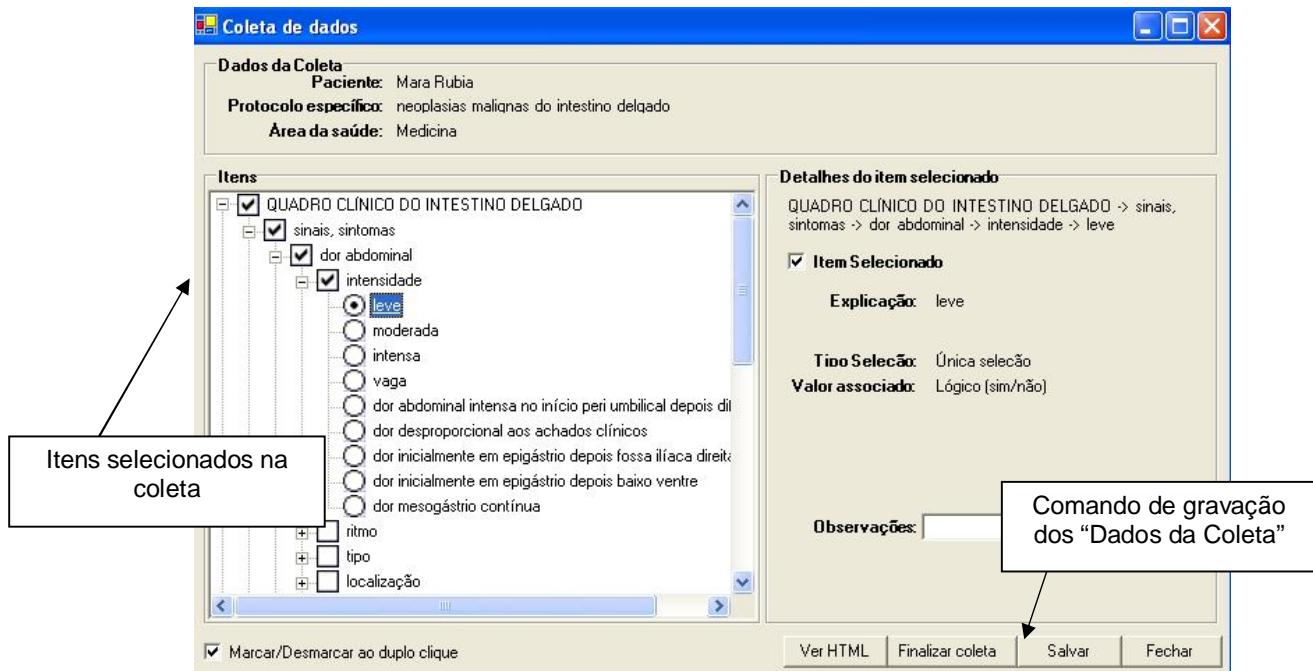 Coleta de dados
Dados da Coleta
Paciente: Mara Rubia
Protocolo específico: neoplasias malignas do intestino delgado
Área da saúde: Medicina
Itens
QUADRO CLÍNICO DO INTESTINO DELGADO
sinais, sintomas
dor abdominal
intensidade
leve
moderada
intensa
vaga
dor abdominal intensa no início peri umbilical depois dif
dor desproporcional aos achados clínicos
dor inicialmente em epigástrio depois fossa ilíaca direita
dor inicialmente em epigástrio depois baixo ventre
dor mesogástrio contínua
ritmo
tipo
localização
Marcar/Desmarcar ao duplo clique
Detalhes do item selecionado
QUADRO CLÍNICO DO INTESTINO DELGADO -> sinais,
sintomas -> dor abdominal -> intensidade -> leve
Item Selecionado
Explicação: leve
Tipo Seleção: Única seleção
Valor associado: Lógico (sim/não)
Observações:
Ver HTML Finalizar coleta Salvar Fechar
Itens selecionados na
coleta
Comando de gravação
dos “Dados da Coleta”